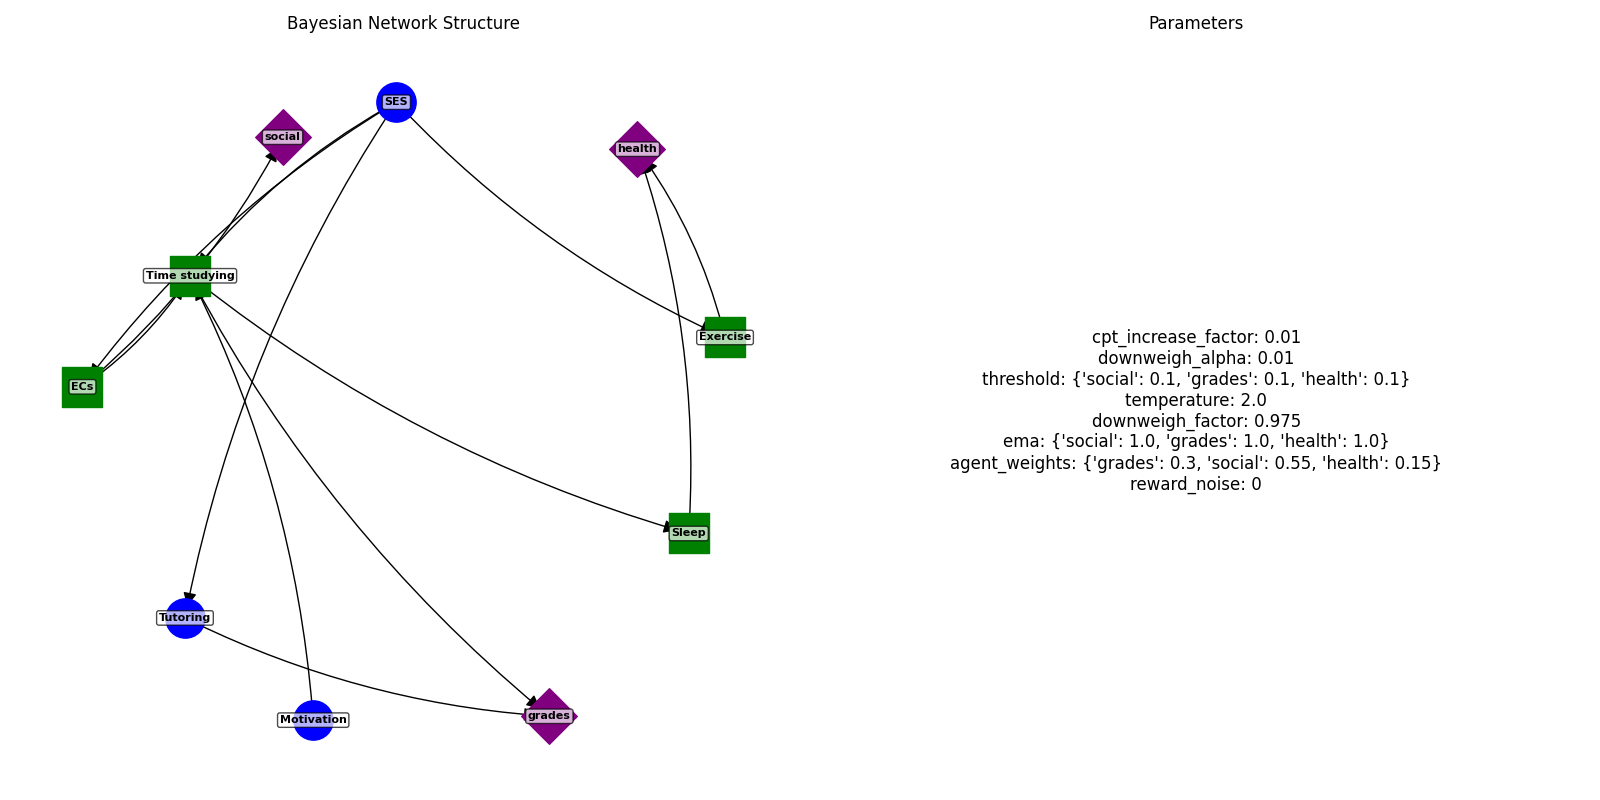 Bayesian Network Structure
Parameters
SES
social
health
Time studying
Exercise
ECs
Sleep
Tutoring
Motivation
grades
cpt_increase_factor: 0.01
downweigh_alpha: 0.01
threshold: {'social': 0.1, 'grades': 0.1, 'health': 0.1}
temperature: 2.0
downweigh_factor: 0.975
ema: {'social': 1.0, 'grades': 1.0, 'health': 1.0}
agent_weights: {'grades': 0.3, 'social': 0.55, 'health': 0.15}
reward_noise: 0